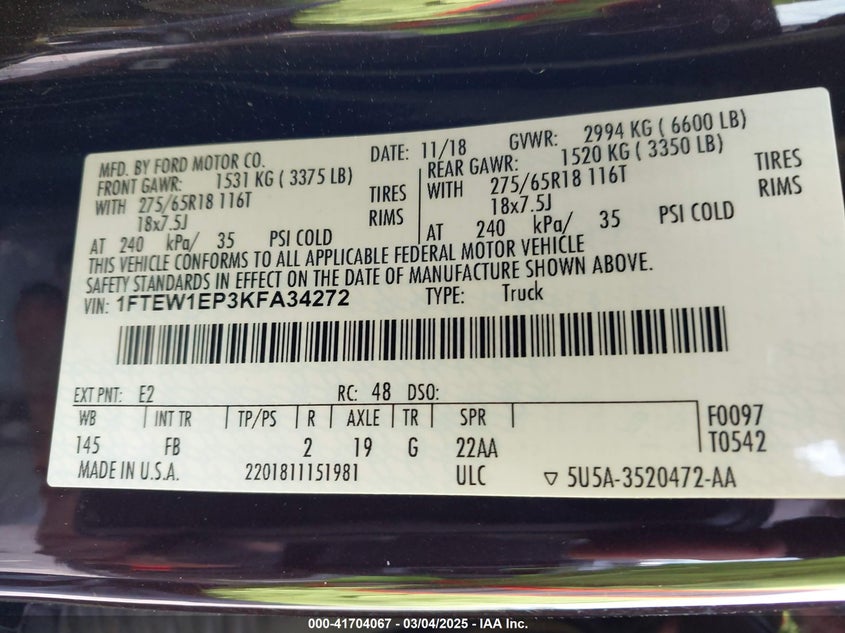 MFD. BY FORD MOTOR CO.
DATE: 11/18 GVWR: 2994 KG ( 6600 LB)
FRONT GAWR: 1531 KG ( 3375 LB)
REAR GAWR: 1520 KG ( 3350 LB)
WITH 275/65R18 116T TIRES
WITH 275/65R18 116T TIRES
18x7.5J RIMS
18x7.5J RIMS
AT 240 kPa/ 35 PSI COLD
AT 240 kPa/ 35 PSI COLD
THIS VEHICLE CONFORMS TO ALL APPLICABLE FEDERAL MOTOR VEHICLE
SAFETY STANDARDS IN EFFECT ON THE DATE OF MANUFACTURE SHOWN ABOVE.
VIN: 1FTEW1EP3KFA34272 TYPE: Truck
EXT PNT: E2 RC: 48 DSO:
WB INT TR TP/PS R AXLE TR SPR F0097
145 FB 2 19 G 22AA T0542
MADE IN U.S.A. 2201811151981 ULC ▽ 5U5A-3520472-AA
000-41704067 - 03/04/2025 - IAA Inc.